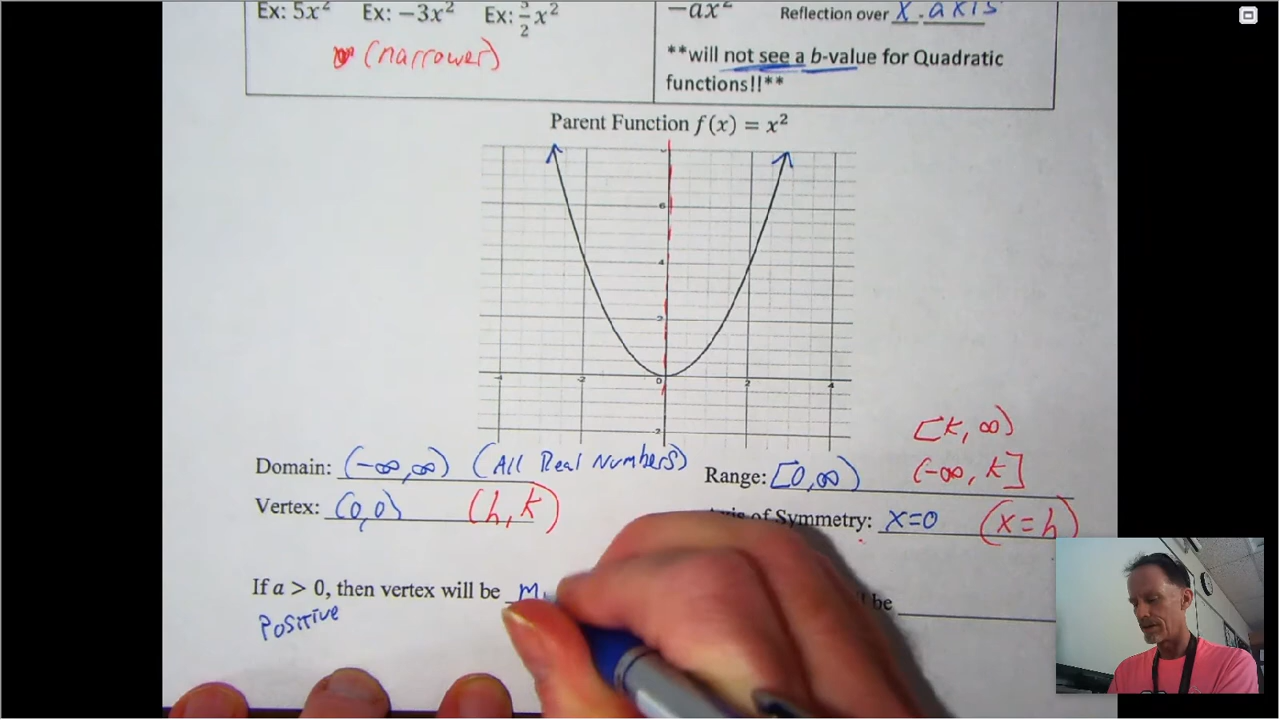 Ex: 5x² Ex: −3x² Ex: 3/2 x²
(narrower)
−ax² Reflection over x-axis
**will not see a b-value for Quadratic
functions!!**
Parent Function f(x) = x²
6
4
2
-4 -2 0 2 4
-2
[k, ∞)
Domain: (-∞,∞) (All Real Numbers) Range: [0,∞) (-∞, k]
Vertex: (0,0) (h, k) of Symmetry: x=0 (x=h)
If a > 0, then vertex will be be
Positive